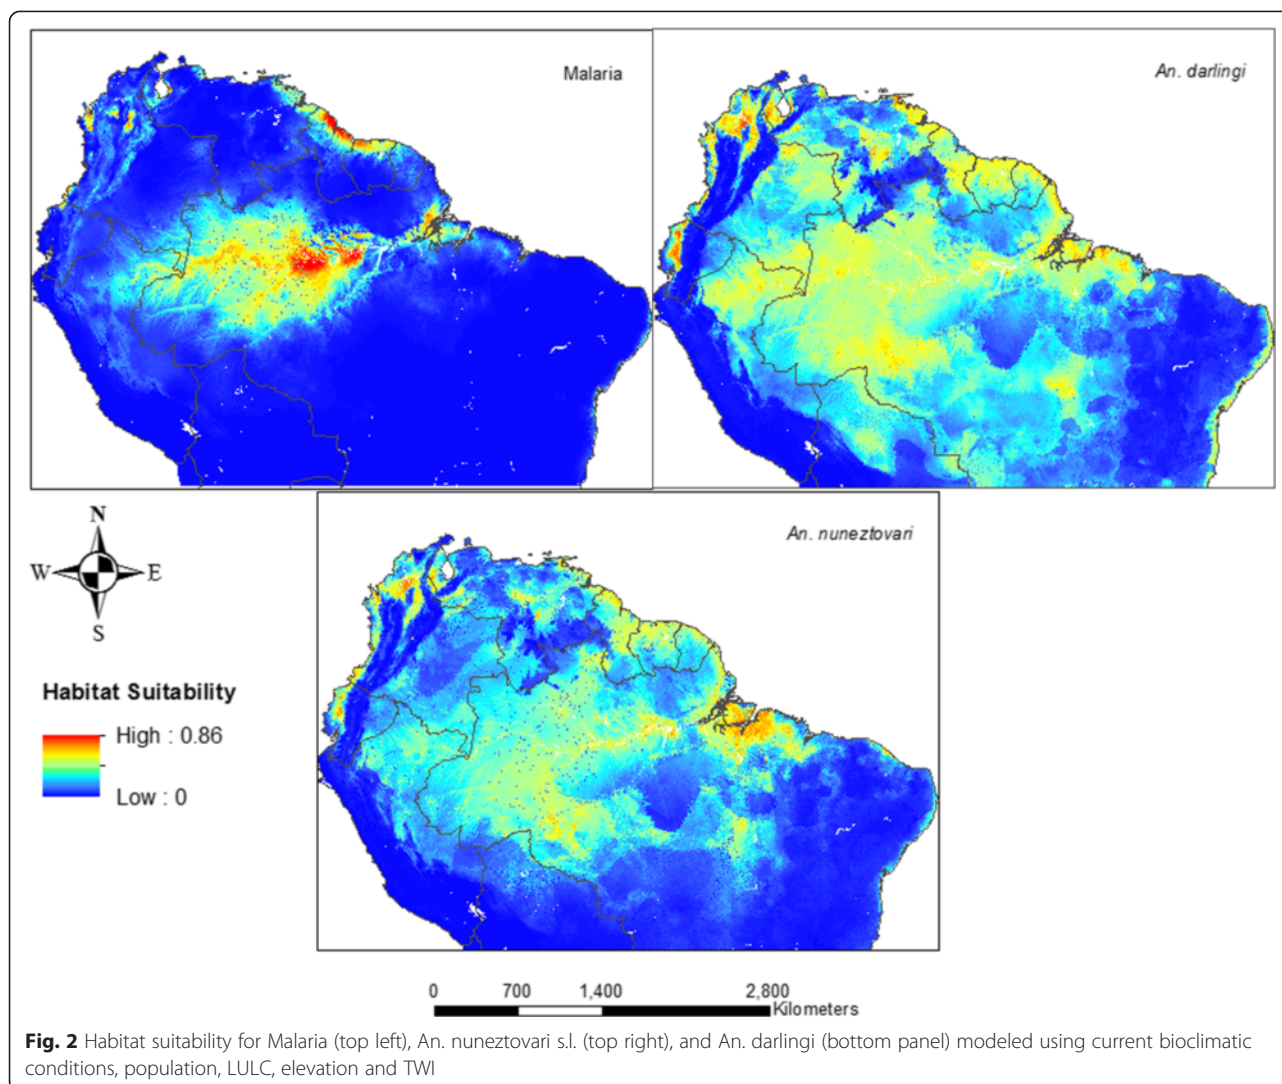 Malaria
An. darlingi
An. nuneztovari
N
W E
S
Habitat Suitability
High : 0.86
Low : 0
0 700 1,400 2,800
Kilometers
Fig. 2 Habitat suitability for Malaria (top left), An. nuneztovari s.l. (top right), and An. darlingi (bottom panel) modeled using current bioclimatic
conditions, population, LULC, elevation and TWI